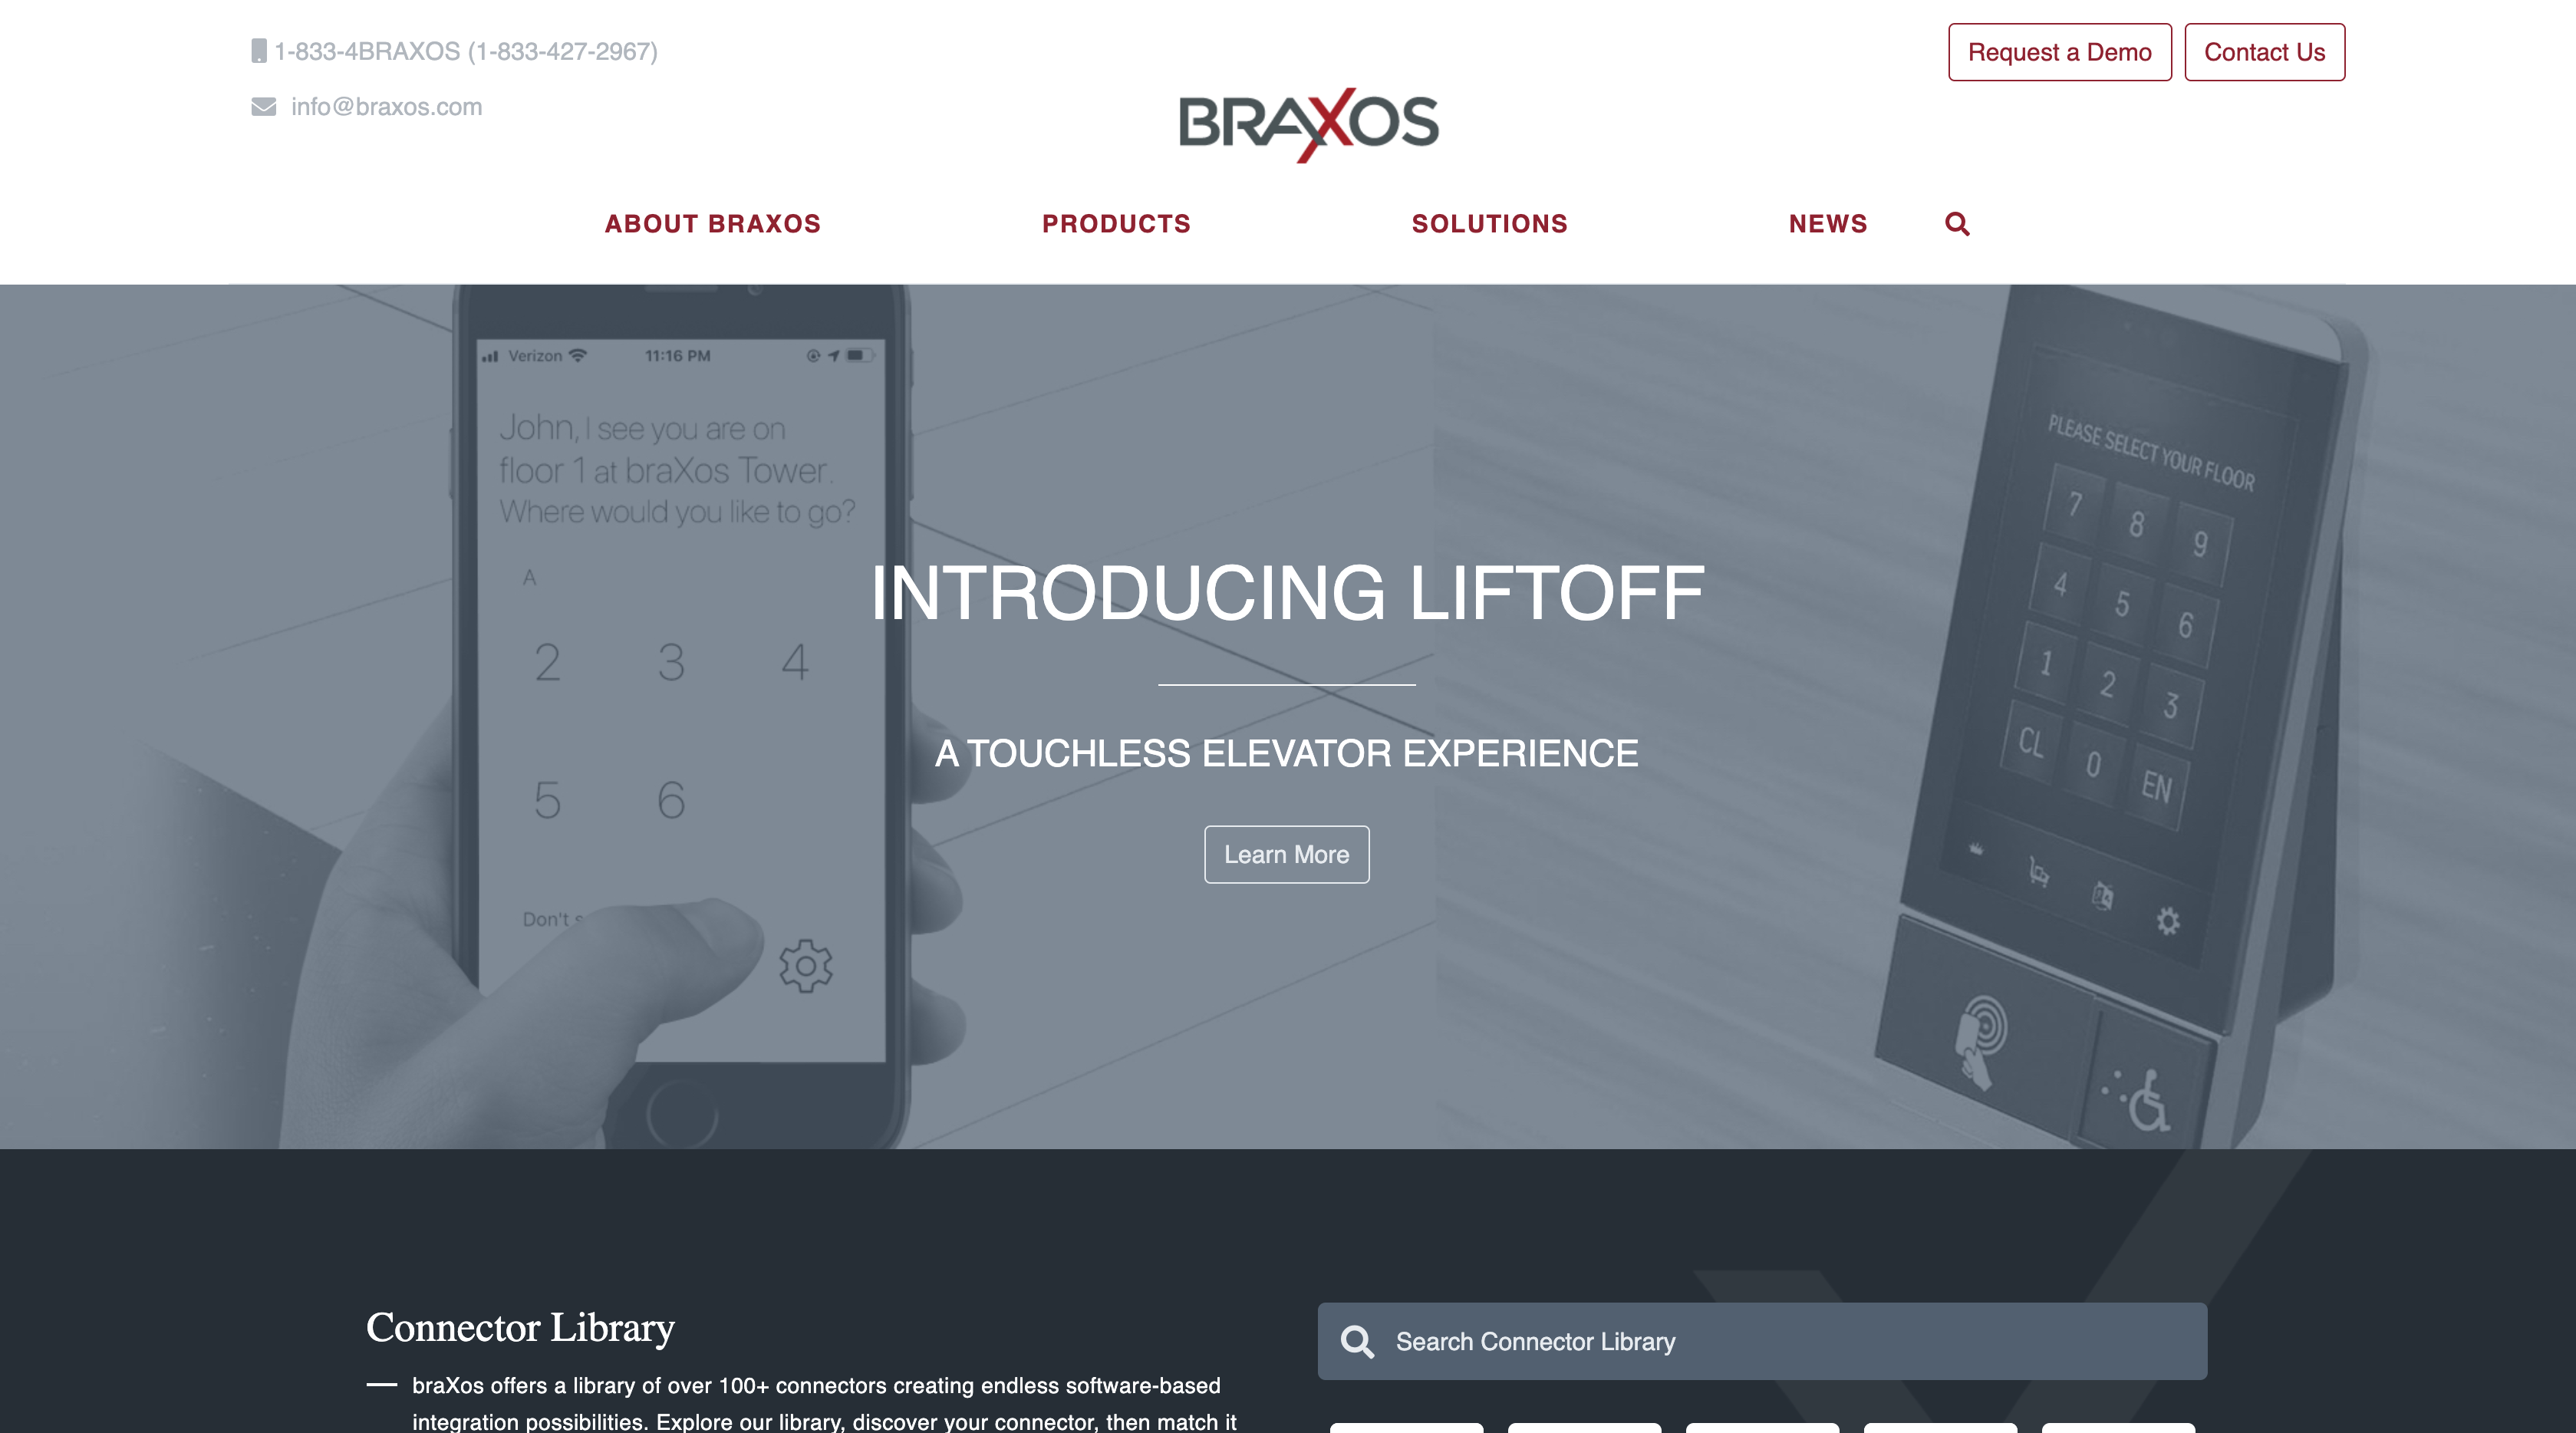 1-833-4BRAXOS (1-833-427-2967)
info@braxos.com
Request a Demo
Contact Us
BRAXOS
ABOUT BRAXOS
PRODUCTS
SOLUTIONS
NEWS
Verizon
11:16 PM
John, I see you are on
floor 1 at braXos Tower.
Where would you like to go?
A
2 3 4
5 6
Don't
INTRODUCING LIFTOFF
A TOUCHLESS ELEVATOR EXPERIENCE
Learn More
PLEASE SELECT YOUR FLOOR
7 8 9
4 5 6
1 2 3
CL 0 EN
Connector Library
braXos offers a library of over 100+ connectors creating endless software-based
integration possibilities. Explore our library, discover your connector, then match it
Search Connector Library